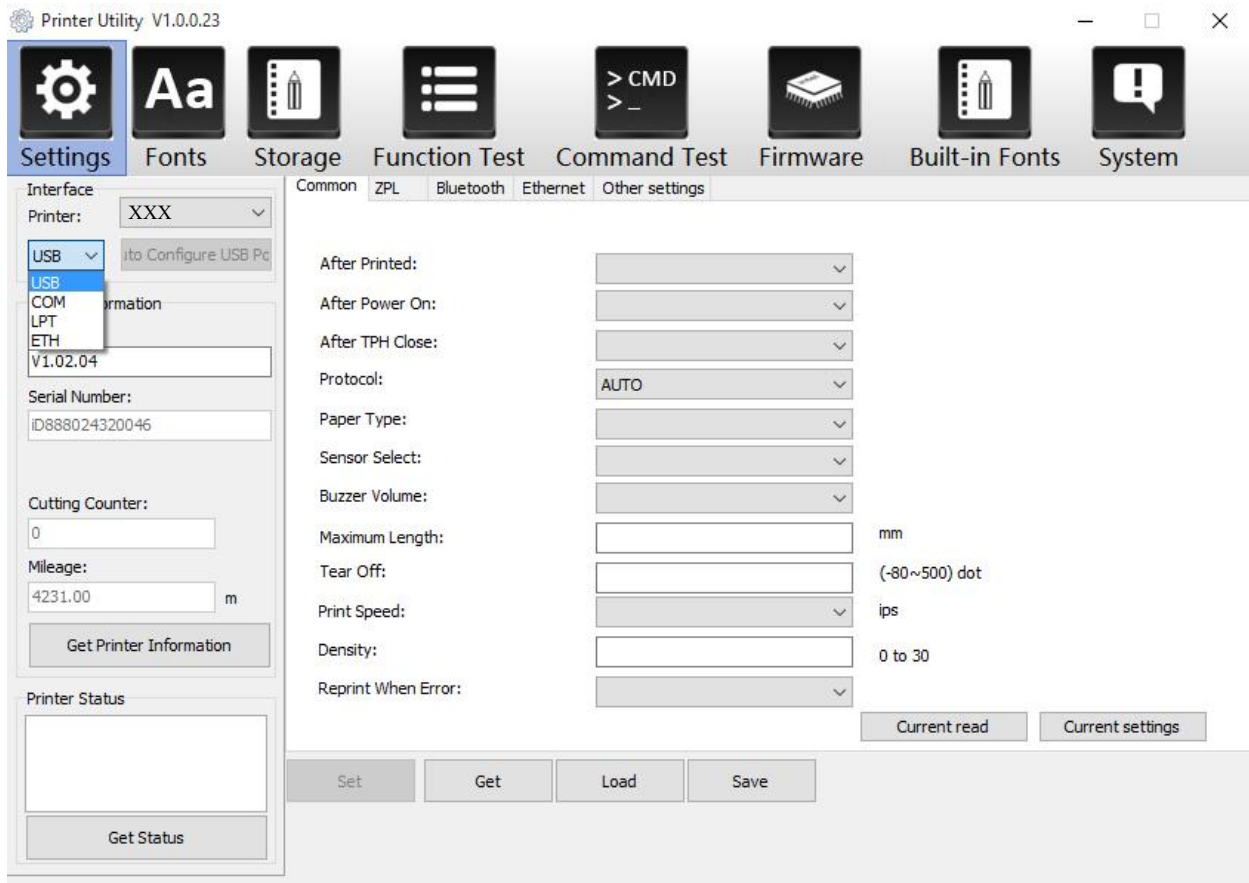 Printer Utility V1.0.0.23
Aa
> CMD
> _
Settings Fonts Storage Function Test Command Test Firmware Built-in Fonts System
Interface
Printer: XXX
USB ito Configure USB Po
USB
COM
LPT
ETH
rmation
V1.02.04
Serial Number:
iD888024320046
Cutting Counter:
0
Mileage:
4231.00 m
Get Printer Information
Printer Status
Get Status
Common ZPL Bluetooth Ethernet Other settings
After Printed:
After Power On:
After TPH Close:
Protocol: AUTO
Paper Type:
Sensor Select:
Buzzer Volume:
Maximum Length: mm
Tear Off: (-80~500) dot
Print Speed: ips
Density: 0 to 30
Reprint When Error:
Current read Current settings
Set Get Load Save